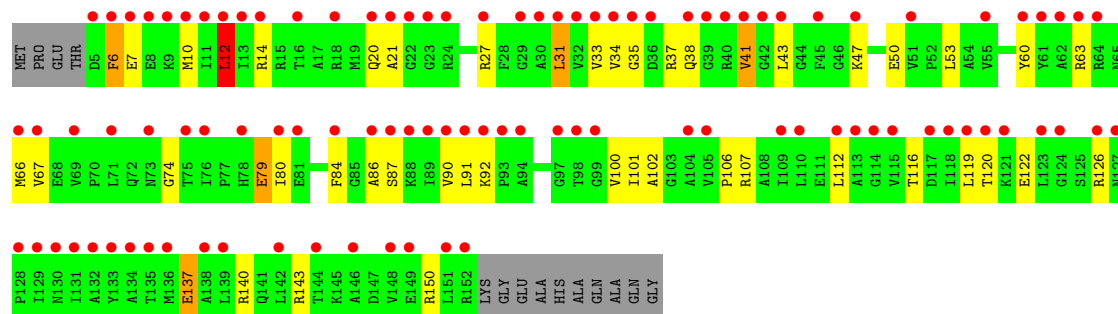 MET PRO GLU THR D5 F6 E7 E8 K9 M10 I11 L12 I13 R14 R15 T16 A17 R18 M19 Q20 A21 G22 G23 R24 R27 F28 G29 A30 L31 V32 V33 V34 G35 D36 R37 Q38 G39 R40 V41 G42 L43 G44 F45 G46 K47 E50 V51 P52 L53 A54 V55 Y60 Y61 A62 R63 R64 N65
M66 V67 E68 V69 P70 L71 Q72 N73 G74 T75 I76 P77 H78 E79 I80 E81 F84 G85 A86 S87 K88 I89 V90 L91 K92 P93 A94 G97 T98 G99 V100 I101 A102 G103 A104 V105 P106 R107 A108 I109 L110 E111 L112 A113 G114 V115 T116 D117 I118 L119 T120 K121 E122 L123 G124 S125 R126 N127
P128 I129 N130 I131 A132 Y133 A134 T135 M136 E137 A138 L139 R140 Q141 L142 R143 T144 K145 A146 D147 V148 E149 R150 L151 R152 LYS GLY GLU ALA HIS ALA GLN ALA GLN GLY